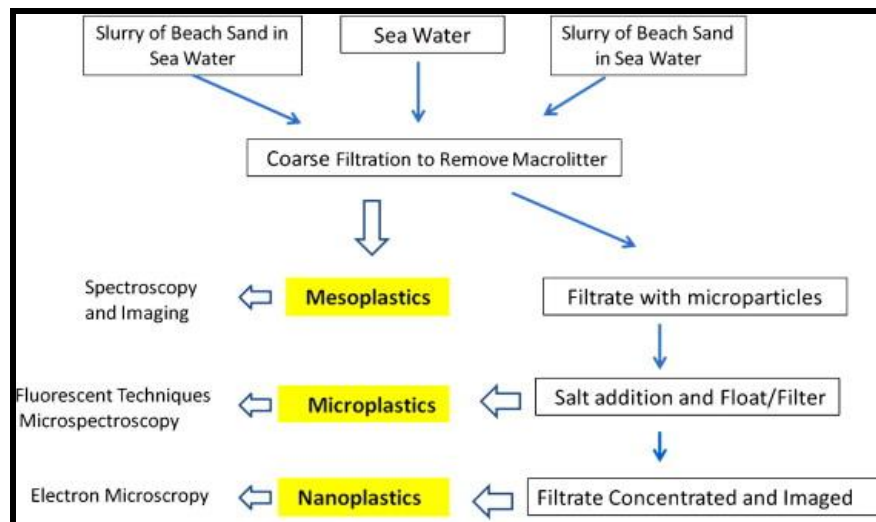 Slurry of Beach Sand in
Sea Water
Sea Water
Slurry of Beach Sand
in Sea Water
Coarse Filtration to Remove Macrolitter
Spectroscopy
and Imaging
Mesoplastics
Filtrate with microparticles
Fluorescent Techniques
Microspectroscopy
Microplastics
Salt addition and Float/Filter
Electron Microscropy
Nanoplastics
Filtrate Concentrated and Imaged